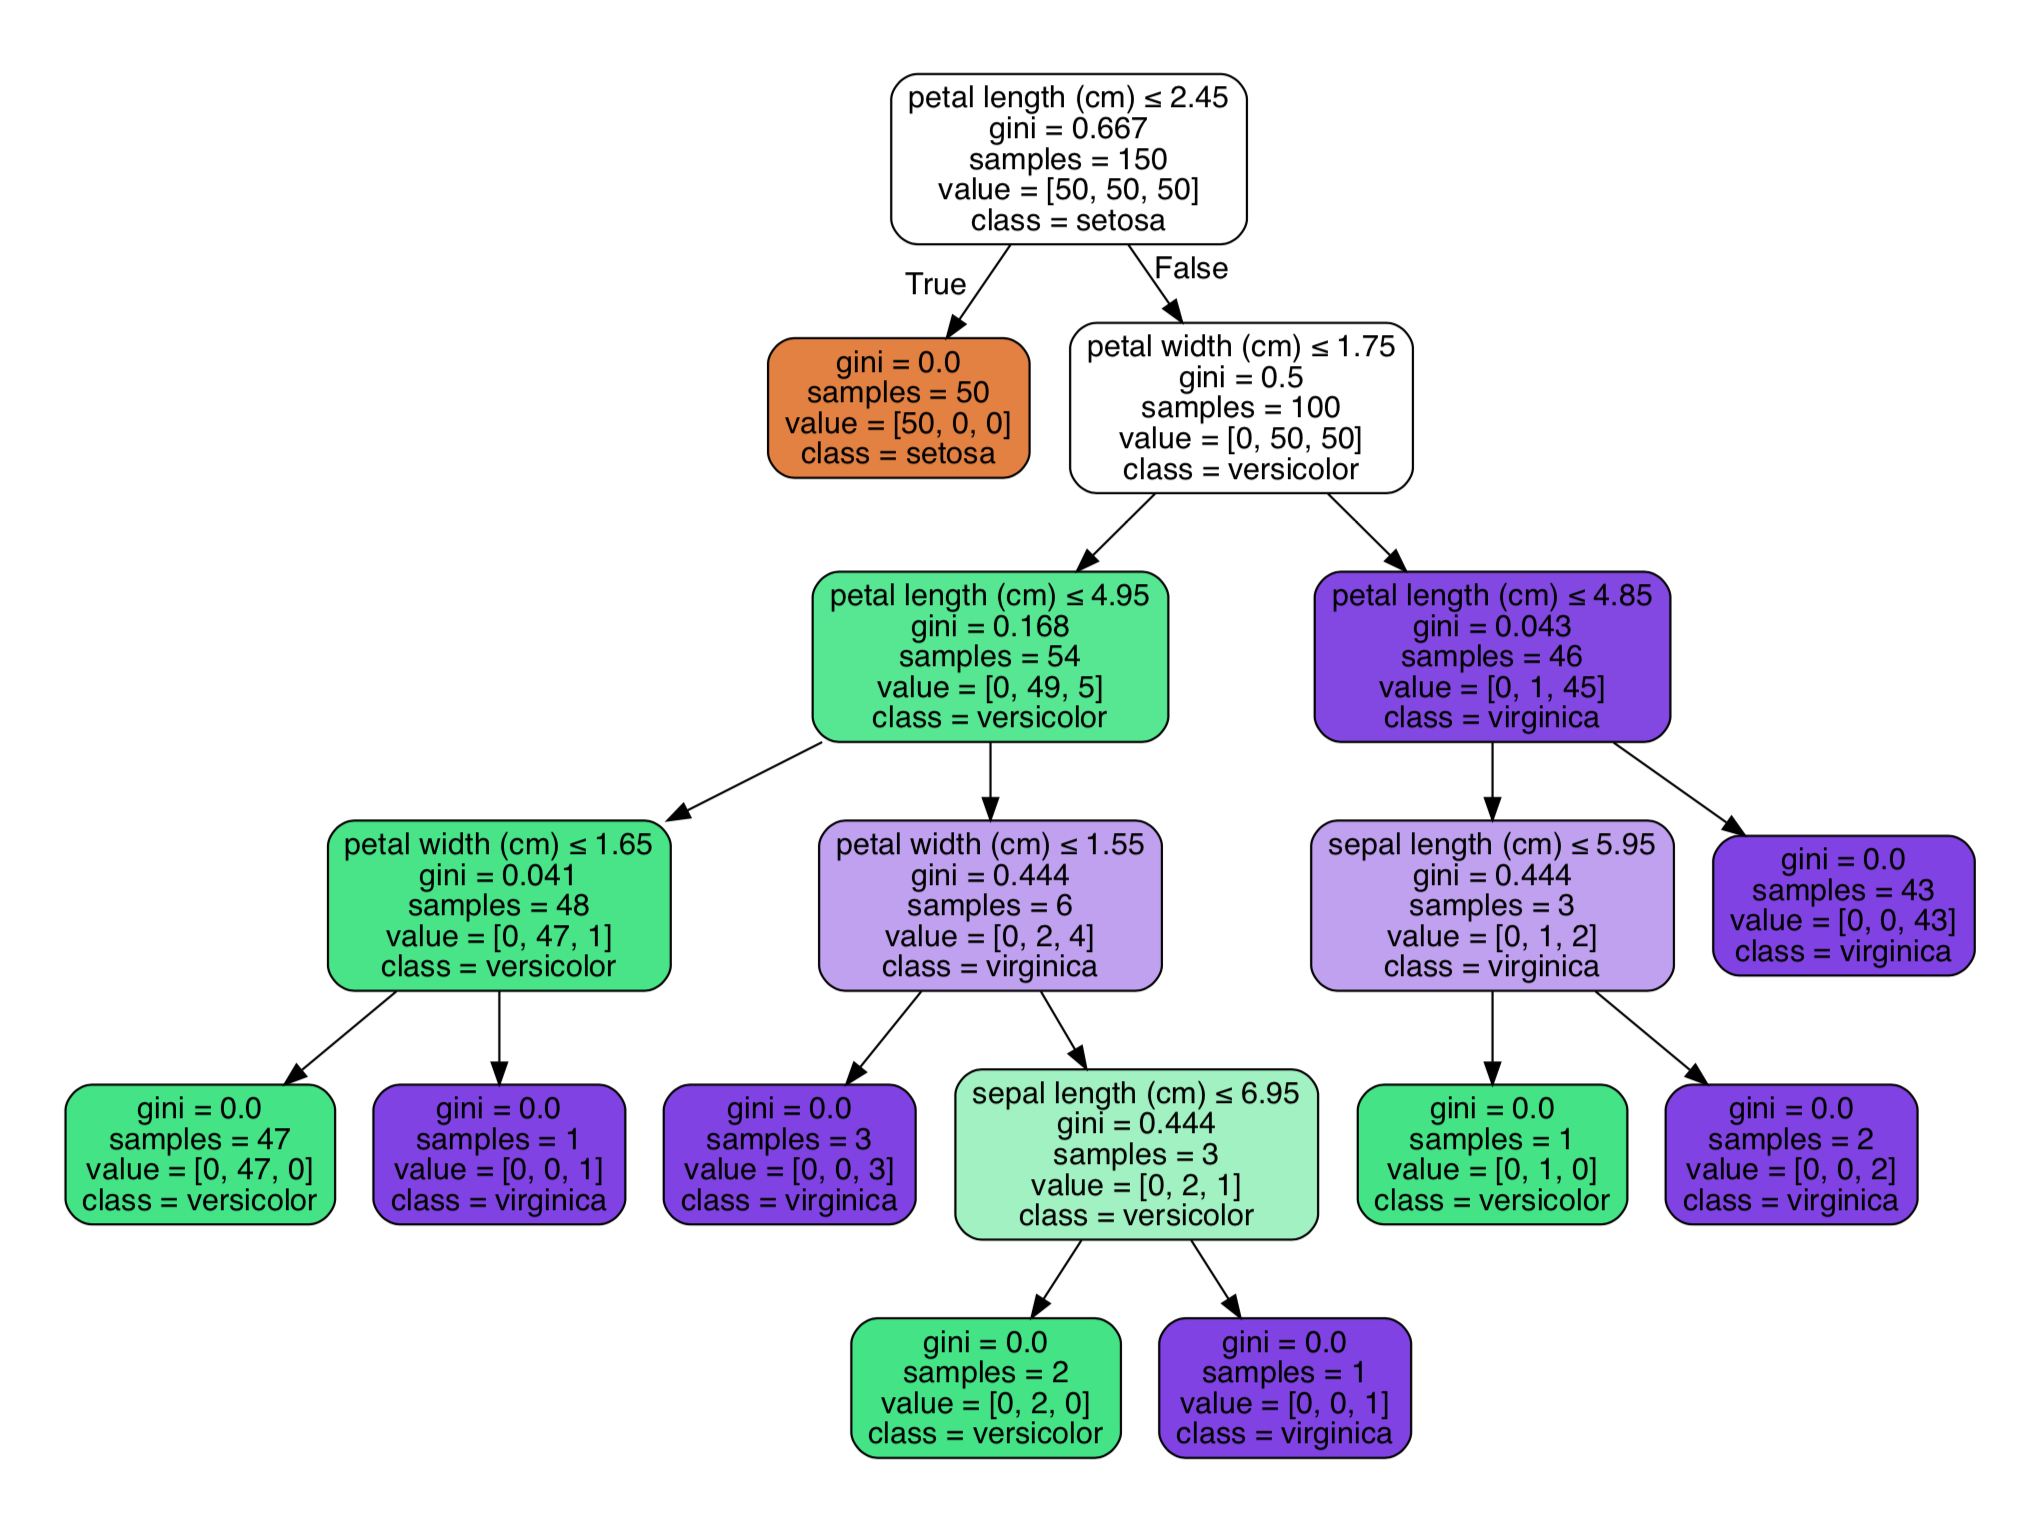 petal length (cm) ≤ 2.45
gini = 0.667
samples = 150
value = [50, 50, 50]
class = setosa
True
False
gini = 0.0
samples = 50
value = [50, 0, 0]
class = setosa
petal width (cm) ≤ 1.75
gini = 0.5
samples = 100
value = [0, 50, 50]
class = versicolor
petal length (cm) ≤ 4.95
gini = 0.168
samples = 54
value = [0, 49, 5]
class = versicolor
petal length (cm) ≤ 4.85
gini = 0.043
samples = 46
value = [0, 1, 45]
class = virginica
petal width (cm) ≤ 1.65
gini = 0.041
samples = 48
value = [0, 47, 1]
class = versicolor
petal width (cm) ≤ 1.55
gini = 0.444
samples = 6
value = [0, 2, 4]
class = virginica
sepal length (cm) ≤ 5.95
gini = 0.444
samples = 3
value = [0, 1, 2]
class = virginica
gini = 0.0
samples = 43
value = [0, 0, 43]
class = virginica
gini = 0.0
samples = 47
value = [0, 47, 0]
class = versicolor
gini = 0.0
samples = 1
value = [0, 0, 1]
class = virginica
gini = 0.0
samples = 3
value = [0, 0, 3]
class = virginica
sepal length (cm) ≤ 6.95
gini = 0.444
samples = 3
value = [0, 2, 1]
class = versicolor
gini = 0.0
samples = 1
value = [0, 1, 0]
class = versicolor
gini = 0.0
samples = 2
value = [0, 0, 2]
class = virginica
gini = 0.0
samples = 2
value = [0, 2, 0]
class = versicolor
gini = 0.0
samples = 1
value = [0, 0, 1]
class = virginica